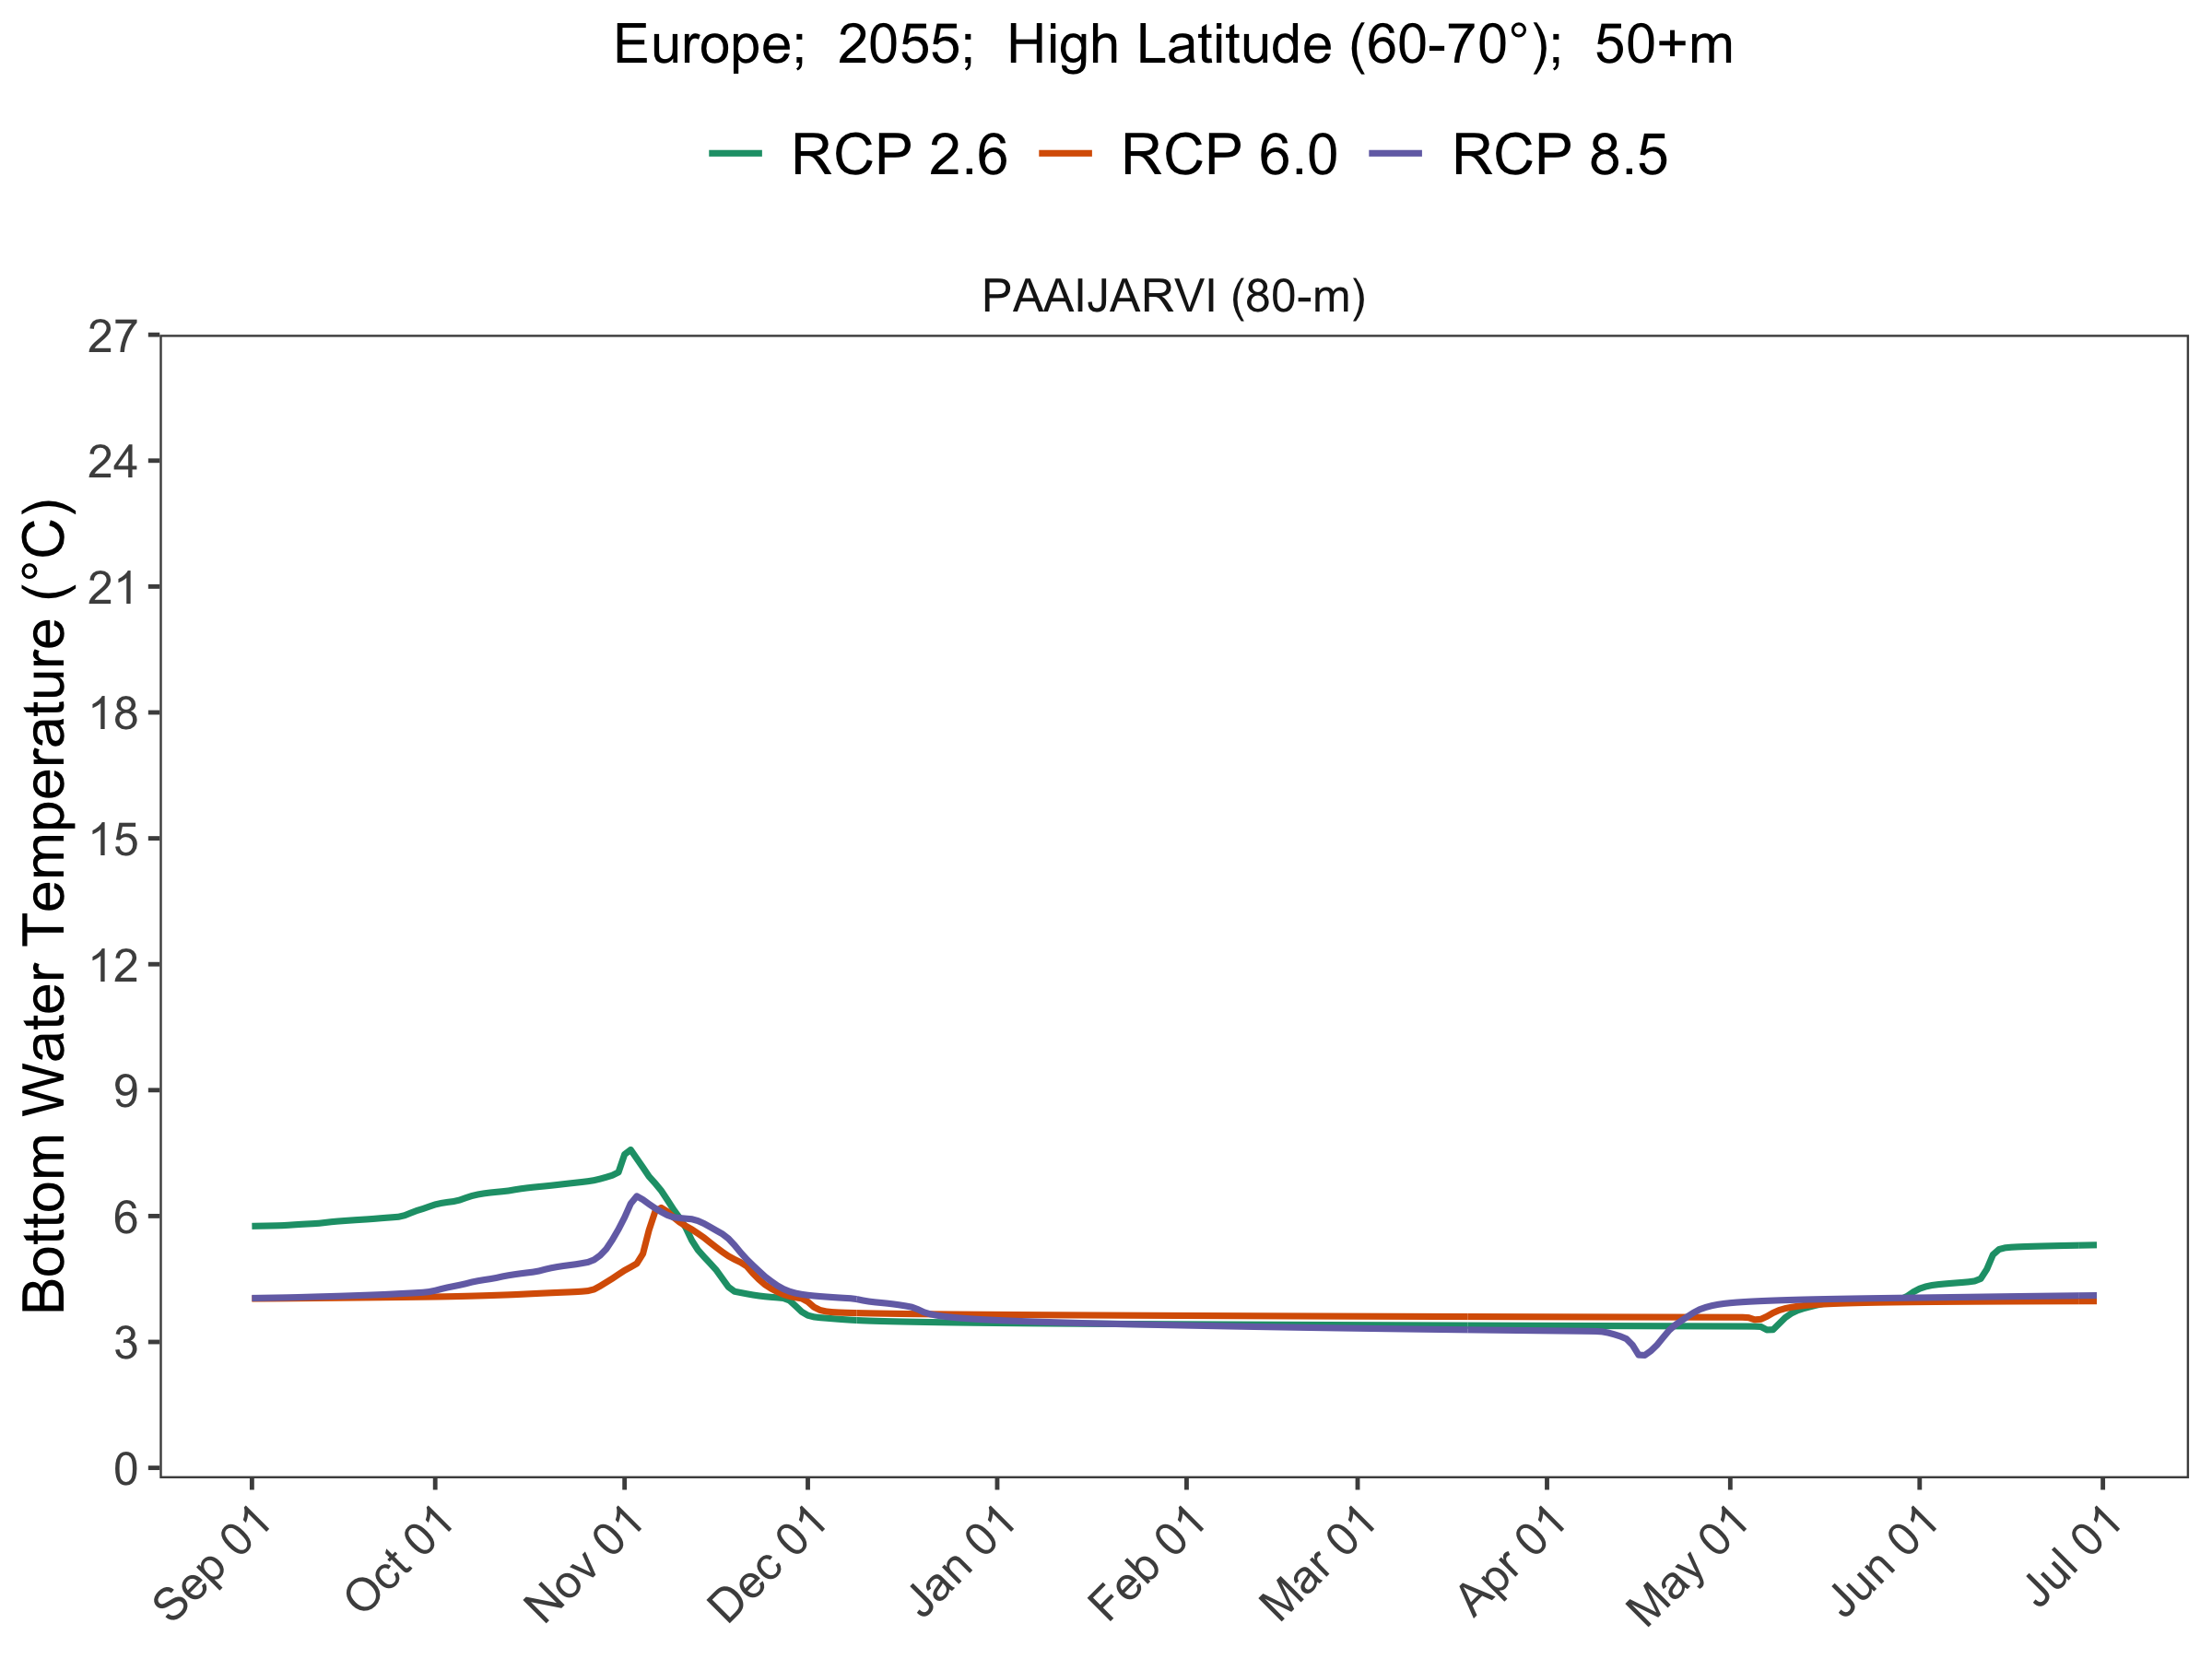 Europe;  2055;  High Latitude (60-70°);  50+m
RCP 2.6 RCP 6.0 RCP 8.5
PAAIJARVI (80-m)
Bottom Water Temperature (°C)
27
24
21
18
15
12
9
6
3
0
Sep 01 Oct 01 Nov 01 Dec 01 Jan 01 Feb 01 Mar 01 Apr 01 May 01 Jun 01 Jul 01